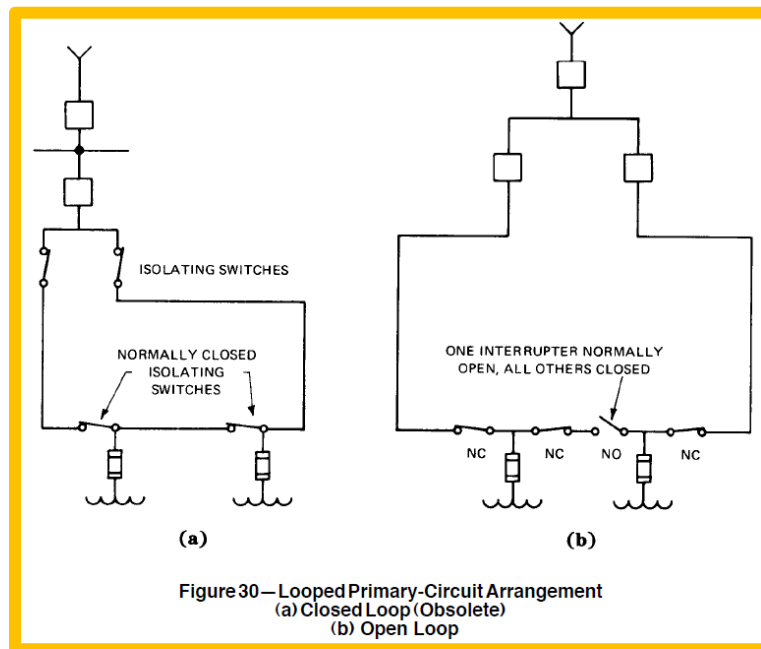 ISOLATING SWITCHES
NORMALLY CLOSED
ISOLATING
SWITCHES
(a)
ONE INTERRUPTER NORMALLY
OPEN, ALL OTHERS CLOSED
NC
NC
NO
NC
(b)
Figure 30—Looped Primary-Circuit Arrangement
(a) Closed Loop (Obsolete)
(b) Open Loop